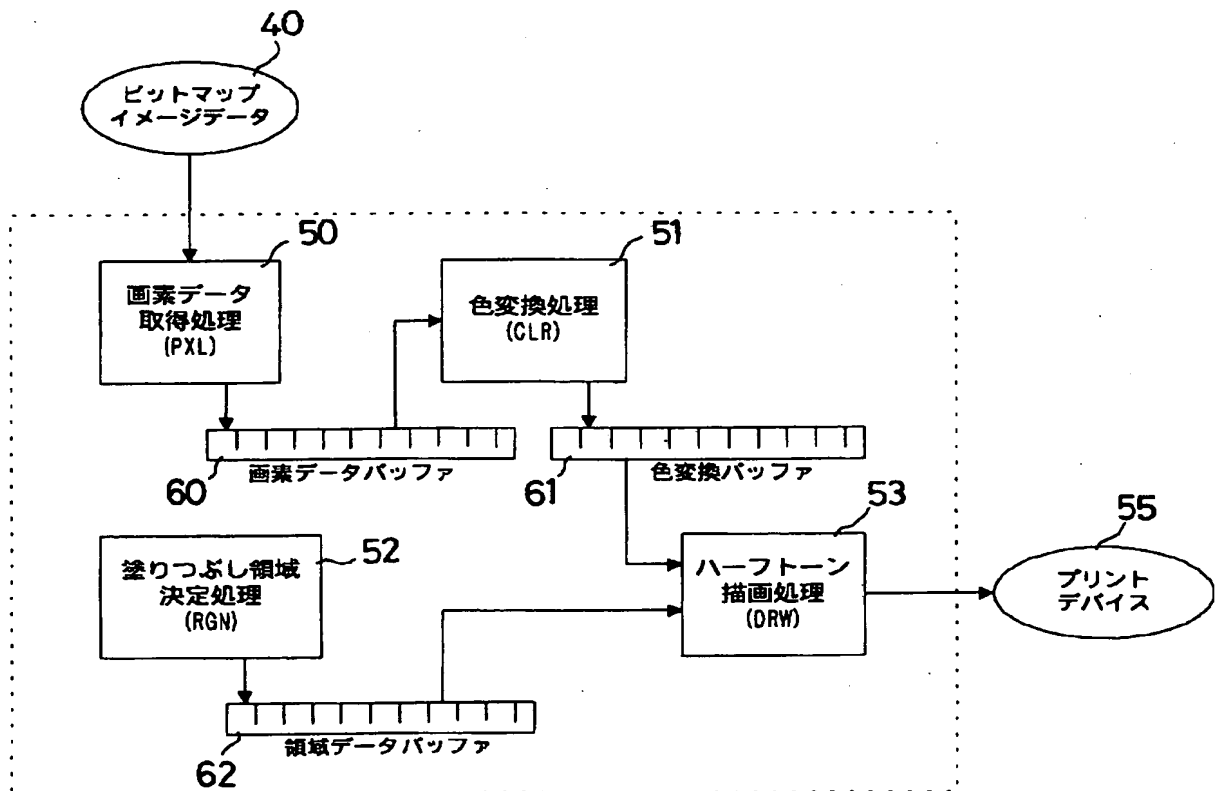 40
ビットマップ
イメージデータ
50
画素データ
取得処理
(PXL)
51
色変換処理
(CLR)
60
画素データバッファ
61
色変換バッファ
52
塗りつぶし領域
決定処理
(RGN)
53
ハーフトーン
描画処理
(DRW)
55
プリント
デバイス
62
領域データバッファ